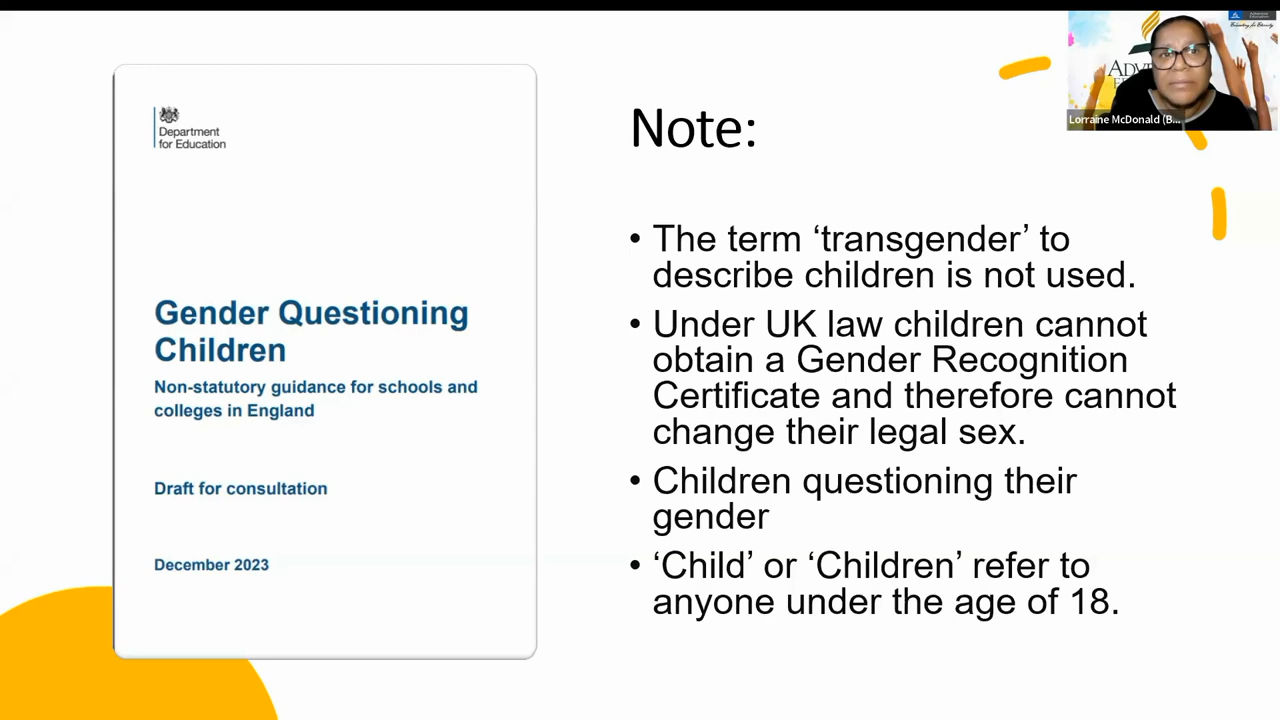 Department
for Education
Gender Questioning
Children
Non-statutory guidance for schools and
colleges in England
Draft for consultation
December 2023
Note:
• The term ‘transgender’ to
describe children is not used.
• Under UK law children cannot
obtain a Gender Recognition
Certificate and therefore cannot
change their legal sex.
• Children questioning their
gender
• ‘Child’ or ‘Children’ refer to
anyone under the age of 18.
Lorraine McDonald (B...